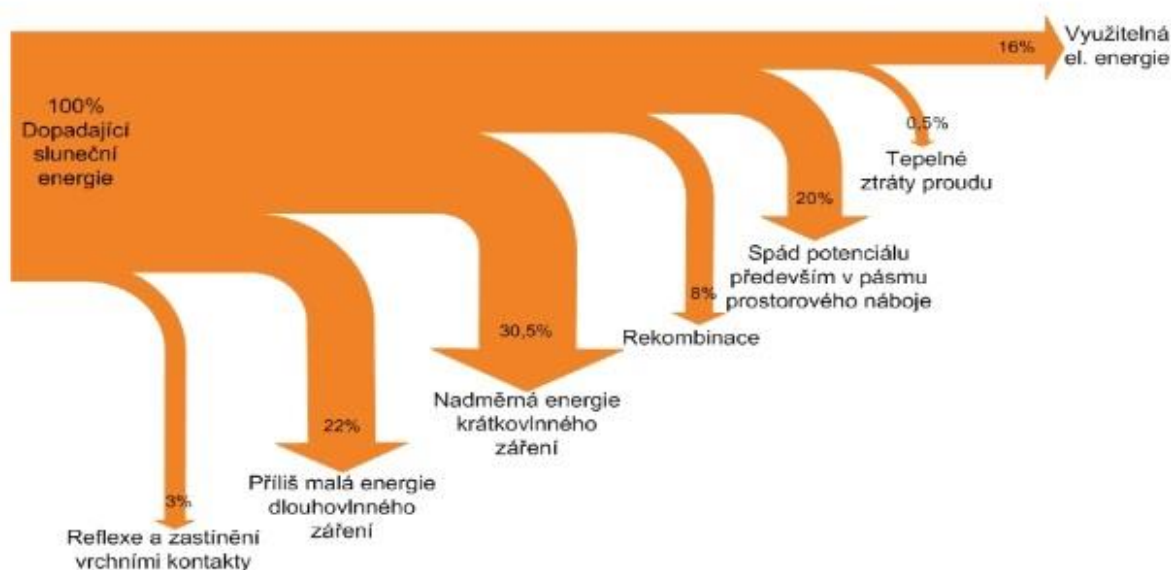 100%
Dopadající
sluneční
energie
16%
Využitelná
el. energie
0,5%
Tepelné
ztráty proudu
20%
Spád potenciálu
především v pásmu
prostorového náboje
8%
Rekombinace
30,5%
Nadměrná energie
krátkovlnného
záření
22%
Příliš malá energie
dlouhovlnného
záření
3%
Reflexe a zastínění
vrchními kontakty